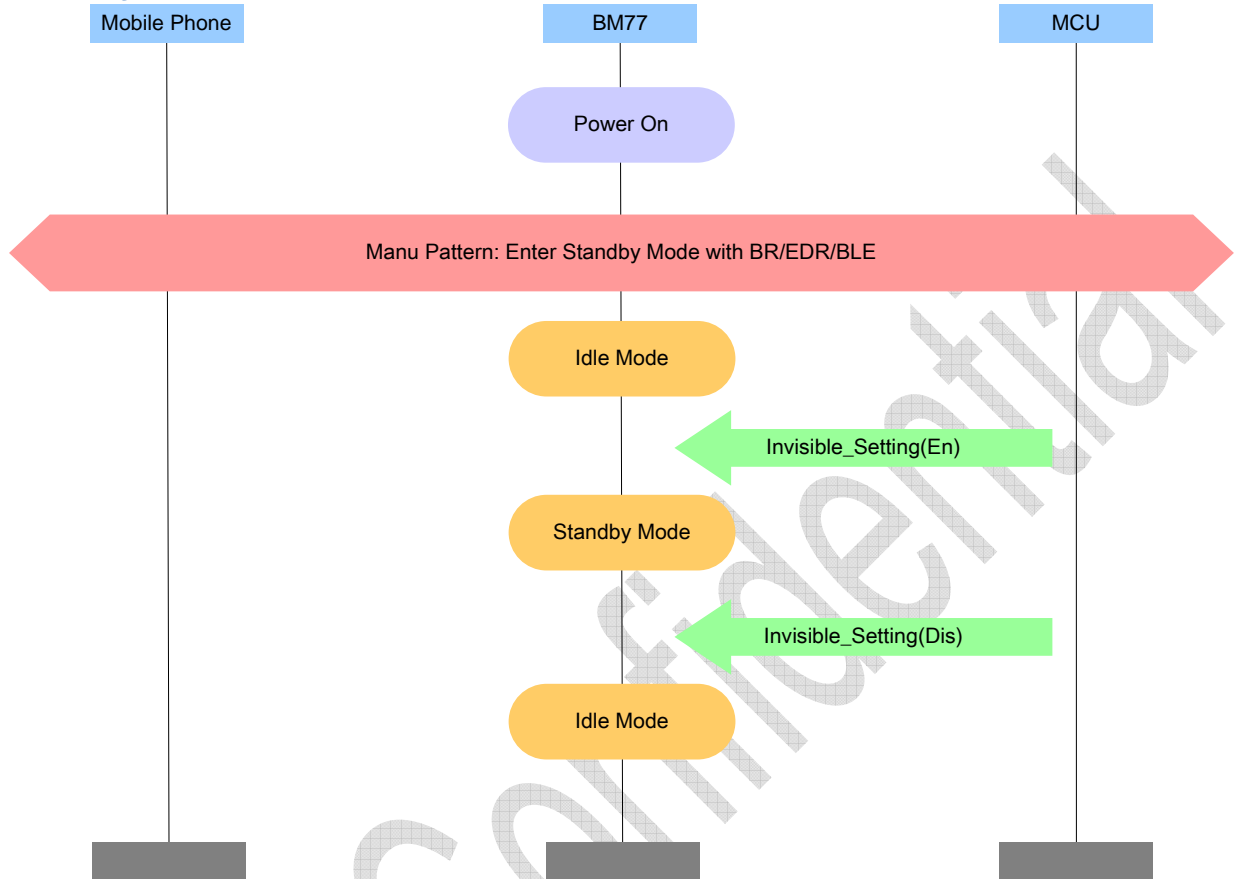 Mobile Phone
BM77
MCU
Power On
Manu Pattern: Enter Standby Mode with BR/EDR/BLE
Idle Mode
Invisible_Setting(En)
Standby Mode
Invisible_Setting(Dis)
Idle Mode
Confidential